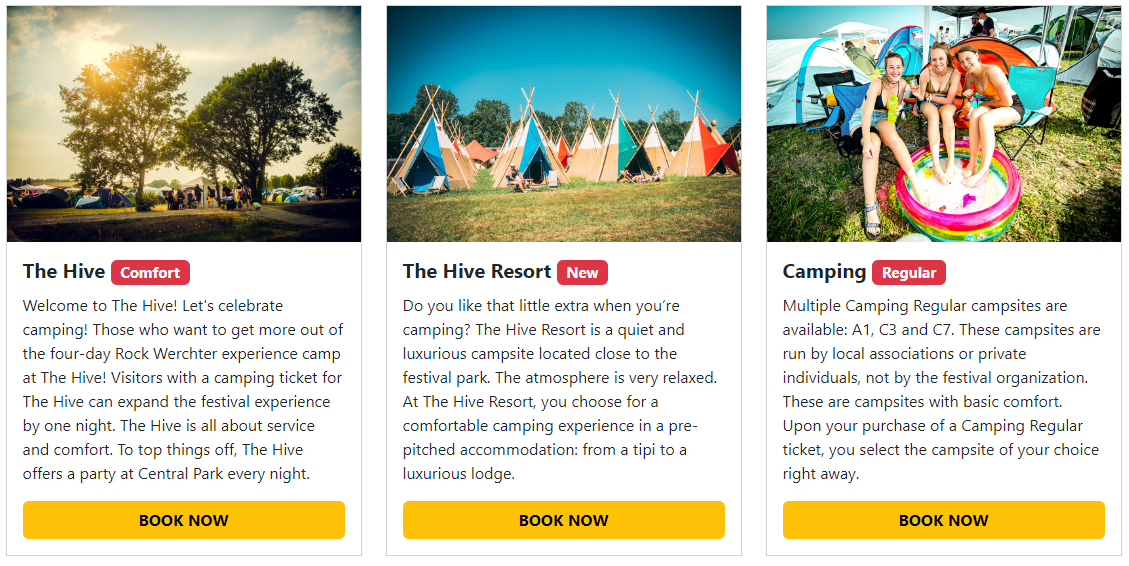 The Hive Comfort
Welcome to The Hive! Let's celebrate
camping! Those who want to get more out of
the four-day Rock Werchter experience camp
at The Hive! Visitors with a camping ticket for
The Hive can expand the festival experience
by one night. The Hive is all about service
and comfort. To top things off, The Hive
offers a party at Central Park every night.
BOOK NOW
The Hive Resort New
Do you like that little extra when you’re
camping? The Hive Resort is a quiet and
luxurious campsite located close to the
festival park. The atmosphere is very relaxed.
At The Hive Resort, you choose for a
comfortable camping experience in a pre-
pitched accommodation: from a tipi to a
luxurious lodge.
BOOK NOW
Camping Regular
Multiple Camping Regular campsites are
available: A1, C3 and C7. These campsites are
run by local associations or private
individuals, not by the festival organization.
These are campsites with basic comfort.
Upon your purchase of a Camping Regular
ticket, you select the campsite of your choice
right away.
BOOK NOW